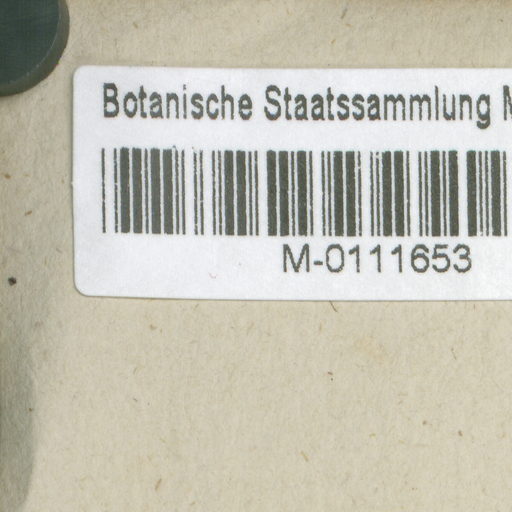 Botanische Staatssammlung M
M-0111653